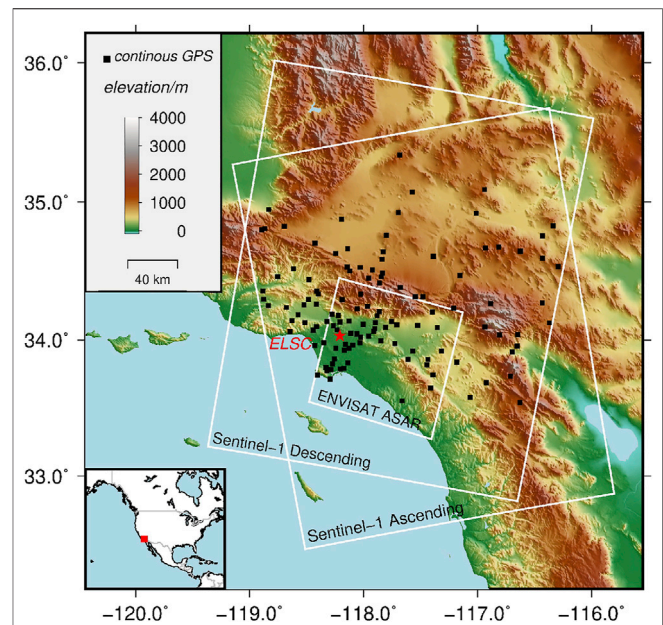 continous GPS
elevation/m
4000
3000
2000
1000
0
40 km
36.0°
35.0°
34.0°
33.0°
ELSC
ENVISAT ASAR
Sentinel-1 Descending
Sentinel-1 Ascending
-120.0°
-119.0°
-118.0°
-117.0°
-116.0°